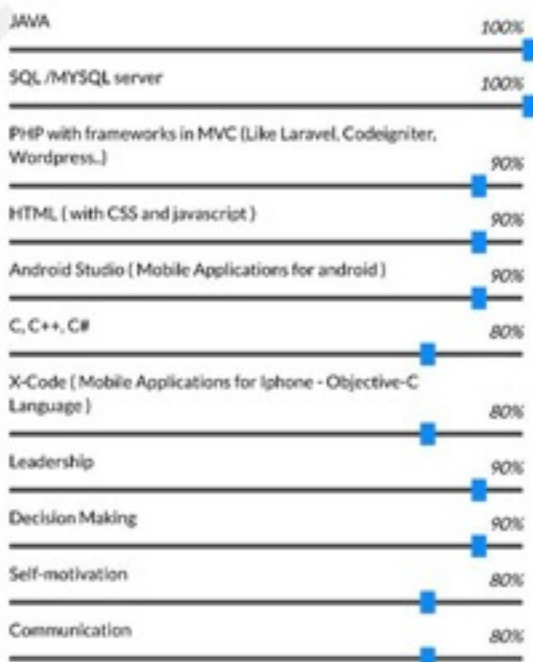 JAVA
100%
SQL /MYSQL server
100%
PHP with frameworks in MVC (Like Laravel, Codeigniter,
Wordpress..)
90%
HTML ( with CSS and javascript )
90%
Android Studio ( Mobile Applications for android )
90%
C, C++, C#
80%
X-Code ( Mobile Applications for Iphone - Objective-C
Language )
80%
Leadership
90%
Decision Making
90%
Self-motivation
80%
Communication
80%